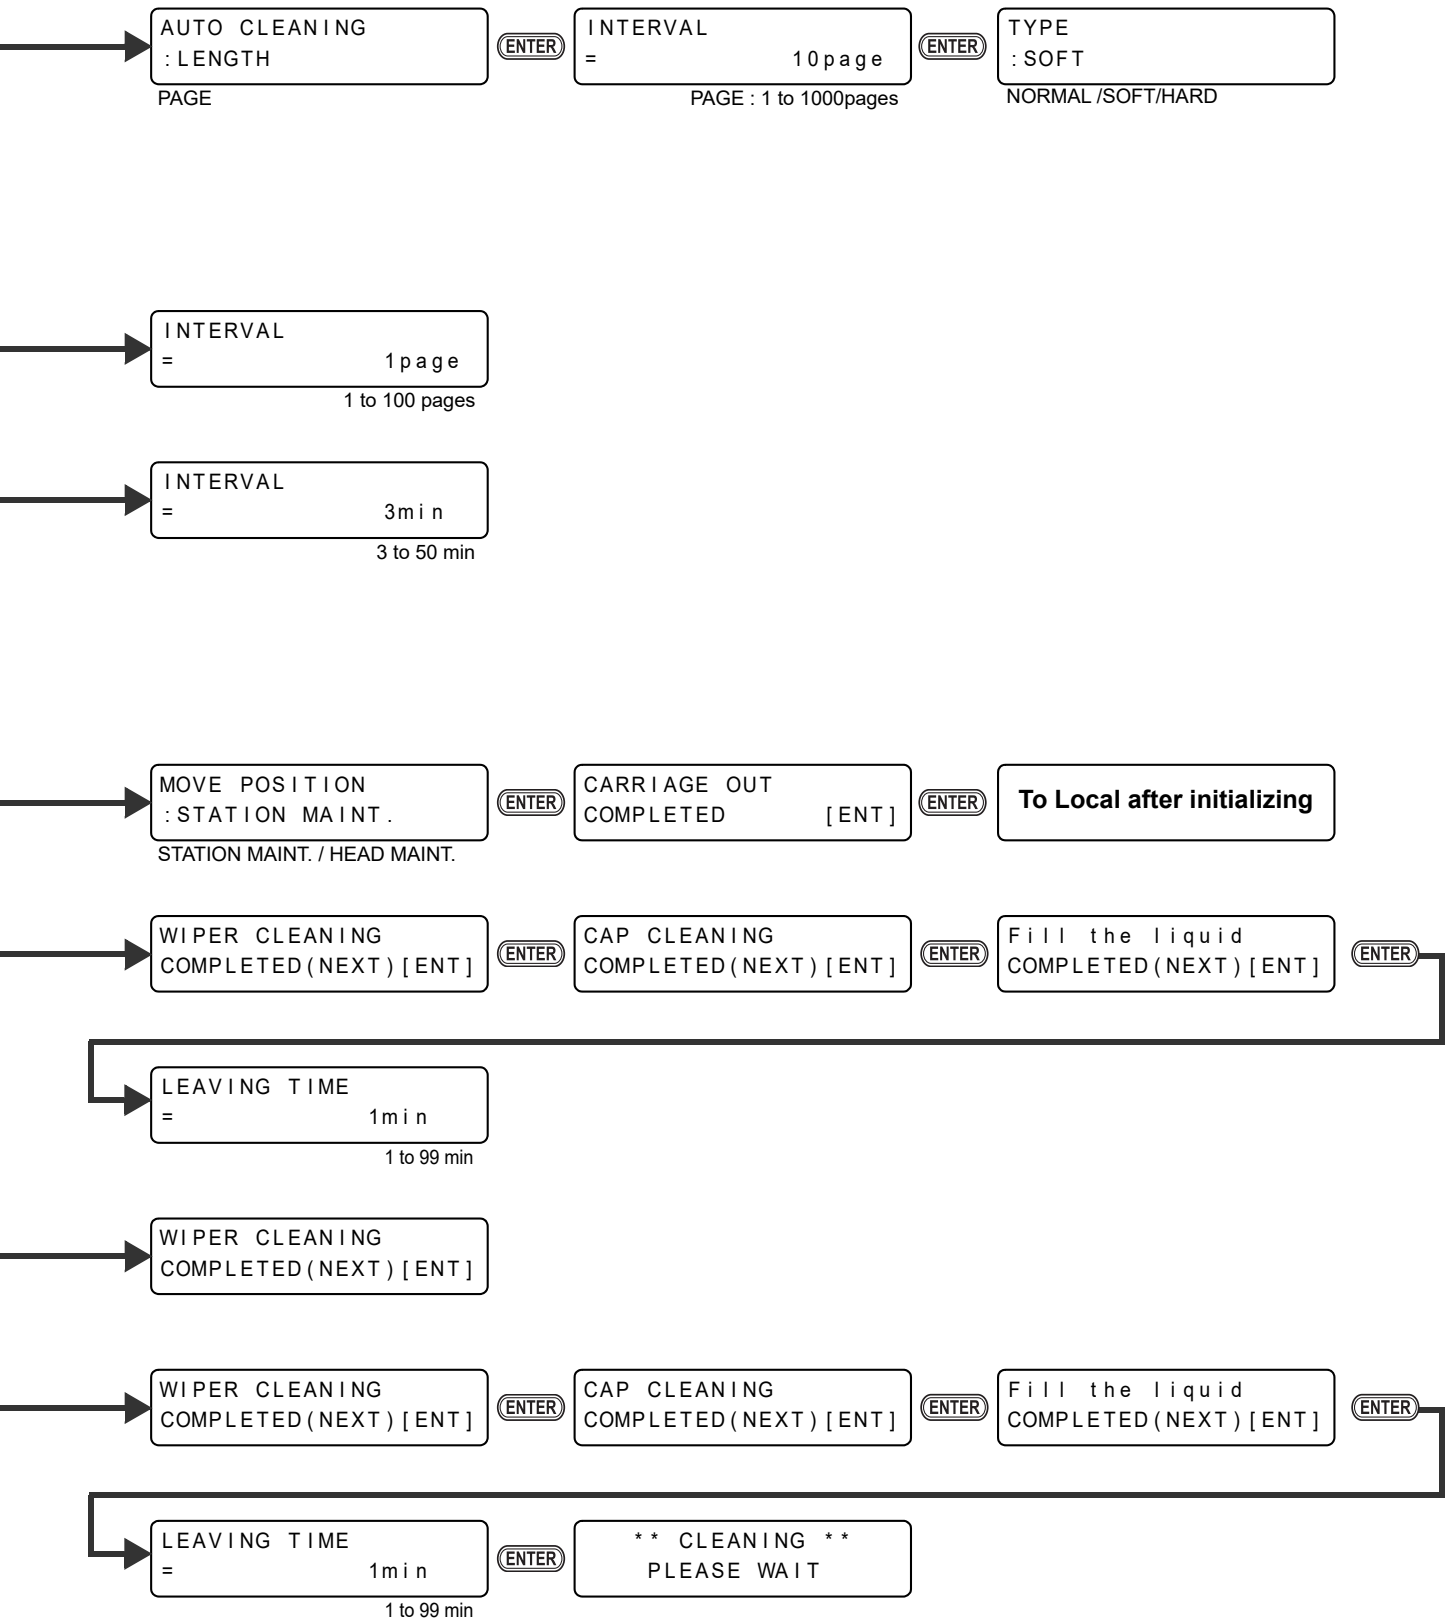 AUTO CLEANING
:LENGTH
ENTER
INTERVAL
= 10page
ENTER
TYPE
:SOFT
PAGE
PAGE : 1 to 1000pages
NORMAL /SOFT/HARD
INTERVAL
= 1page
1 to 100 pages
INTERVAL
= 3min
3 to 50 min
MOVE POSITION
:STATION MAINT.
ENTER
CARRIAGE OUT
COMPLETED [ENT]
ENTER
To Local after initializing
STATION MAINT. / HEAD MAINT.
WIPER CLEANING
COMPLETED(NEXT)[ENT]
ENTER
CAP CLEANING
COMPLETED(NEXT)[ENT]
ENTER
Fill the liquid
COMPLETED(NEXT)[ENT]
ENTER
LEAVING TIME
= 1min
1 to 99 min
WIPER CLEANING
COMPLETED(NEXT)[ENT]
WIPER CLEANING
COMPLETED(NEXT)[ENT]
ENTER
CAP CLEANING
COMPLETED(NEXT)[ENT]
ENTER
Fill the liquid
COMPLETED(NEXT)[ENT]
ENTER
LEAVING TIME
= 1min
ENTER
** CLEANING **
PLEASE WAIT
1 to 99 min